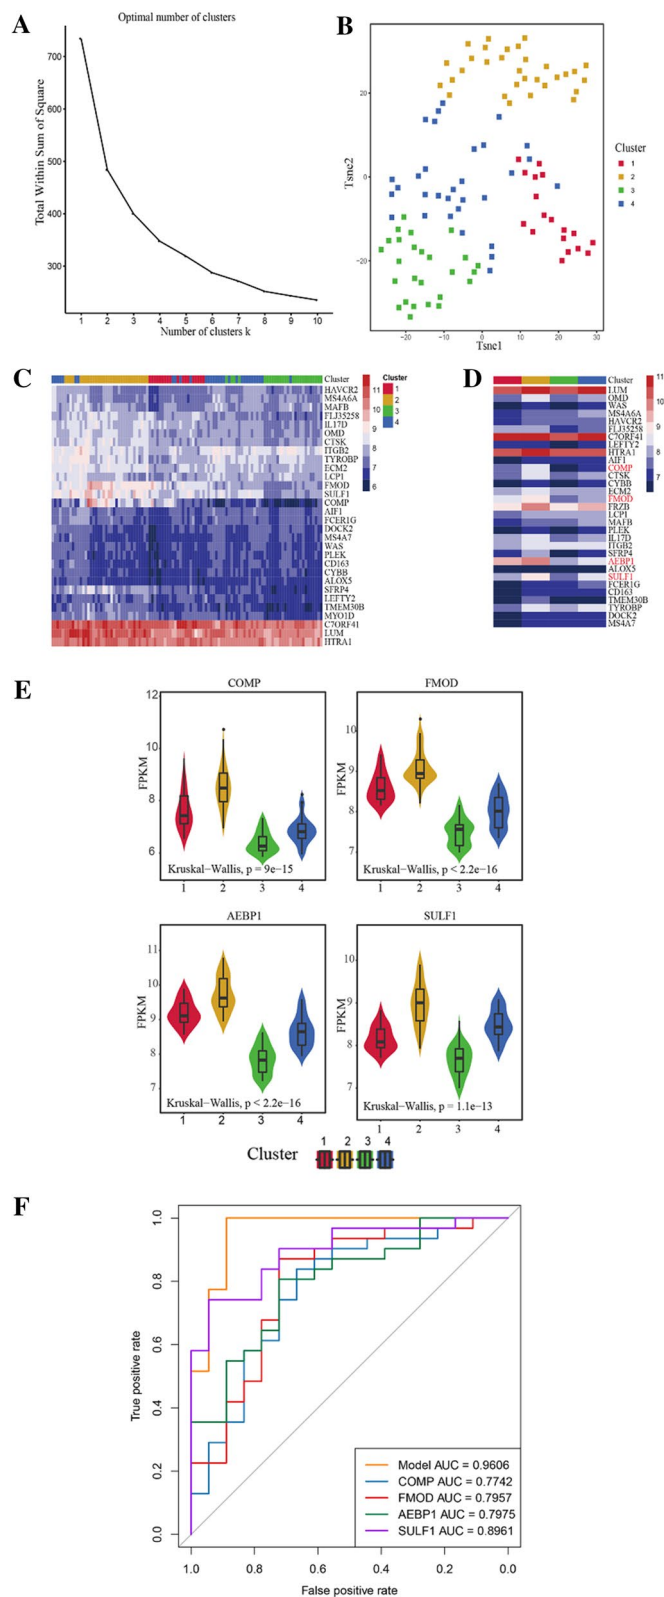 A
Optimal number of clusters
Total Within Sum of Square
700
600
500
400
300
1 2 3 4 5 6 7 8 9 10
Number of clusters k
B
Tsne2
20
0
−20
−20 −10 0 10 20 30
Tsne1
Cluster
1
2
3
4
C
Cluster
HAVCR2
MS4A6A
MAFB
FLJ35258
IL17D
OMD
CTSK
ITGB2
TYROBP
ECM2
LCP1
FMOD
SULF1
COMP
AIF1
FCER1G
DOCK2
MS4A7
WAS
PLEK
CD163
CYBB
ALOX5
SFRP4
LEFTY2
TMEM30B
MYO1D
C7ORF41
LUM
HTRA1
11
10
9
8
7
6
Cluster
1
2
3
4
D
Cluster
LUM
OMD
WAS
MS4A6A
HAVCR2
FLJ35258
C7ORF41
LEFTY2
HTRA1
AIF1
COMP
CTSK
CYBB
ECM2
FMOD
FRZB
LCP1
MAFB
PLEK
IL17D
ITGB2
SFRP4
AEBP1
ALOX5
SULF1
FCER1G
CD163
TMEM30B
TYROBP
DOCK2
MS4A7
11
10
9
8
7
E
COMP
FPKM
12
10
8
6
Kruskal−Wallis, p = 9e−15
1 2 3 4
FMOD
FPKM
10
9
8
7
Kruskal−Wallis, p < 2.2e−16
1 2 3 4
AEBP1
FPKM
11
10
9
8
7
Kruskal−Wallis, p < 2.2e−16
1 2 3 4
SULF1
FPKM
9
8
7
Kruskal−Wallis, p = 1.1e−13
1 2 3 4
Cluster
1 2 3 4
F
True positive rate
1.0
0.8
0.6
0.4
0.2
0.0
Model AUC = 0.9606
COMP AUC = 0.7742
FMOD AUC = 0.7957
AEBP1 AUC = 0.7975
SULF1 AUC = 0.8961
1.0 0.8 0.6 0.4 0.2 0.0
False positive rate